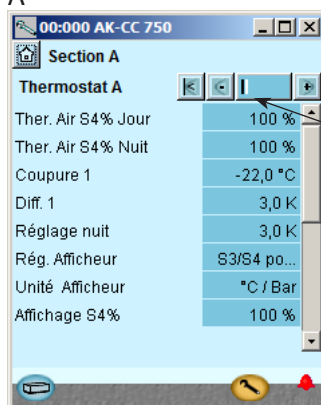 00:000 AK-CC 750
Section A
Thermostat A
Ther. Air S4% Jour 100 %
Ther. Air S4% Nuit 100 %
Coupure 1 -22,0 °C
Diff. 1 3,0 K
Réglage nuit 3,0 K
Rég. Afficheur S3/S4 po...
Unité Afficheur °C / Bar
Affichage S4% 100 %